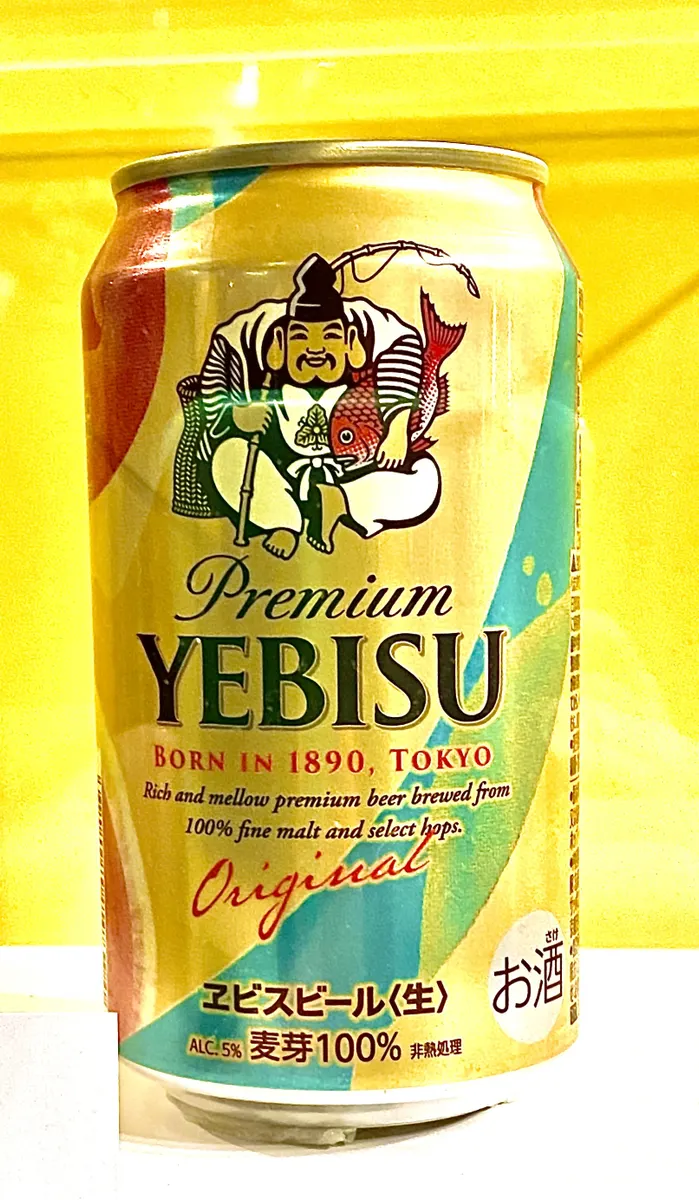 Premium
YEBISU
BORN IN 1890, TOKYO
Rich and mellow premium beer brewed from
100% fine malt and select hops.
Original
ヱビスビール〈生〉
ALC. 5% 麦芽100% 非熱処理
さけ
お酒